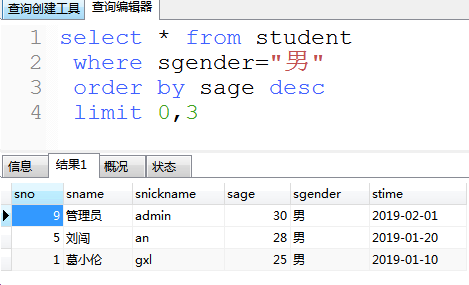 查询创建工具 查询编辑器
1 select * from student
2 where sgender="男"
3 order by sage desc
4 limit 0,3
信息 结果1 概况 状态
sno sname snickname sage sgender stime
9 管理员 admin 30 男 2019-02-01
5 刘闯 an 28 男 2019-01-20
1 葛小伦 gxl 25 男 2019-01-10